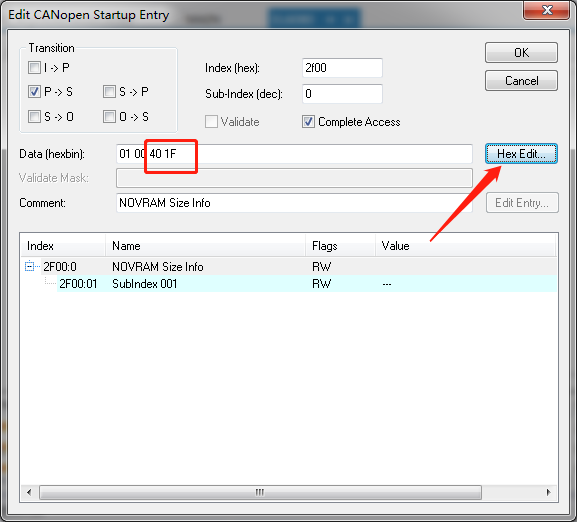 Edit CANopen Startup Entry
Transition
I -> P
P -> S
S -> P
S -> O
O -> S
Index (hex):
2f00
Sub-Index (dec):
0
Validate
Complete Access
OK
Cancel
Data (hexbin):
01 00 40 1F
Hex Edit...
Validate Mask:
Comment:
NOVRAM Size Info
Edit Entry...
Index Name Flags Value
2F00:0 NOVRAM Size Info RW
2F00:01 SubIndex 001 RW ---